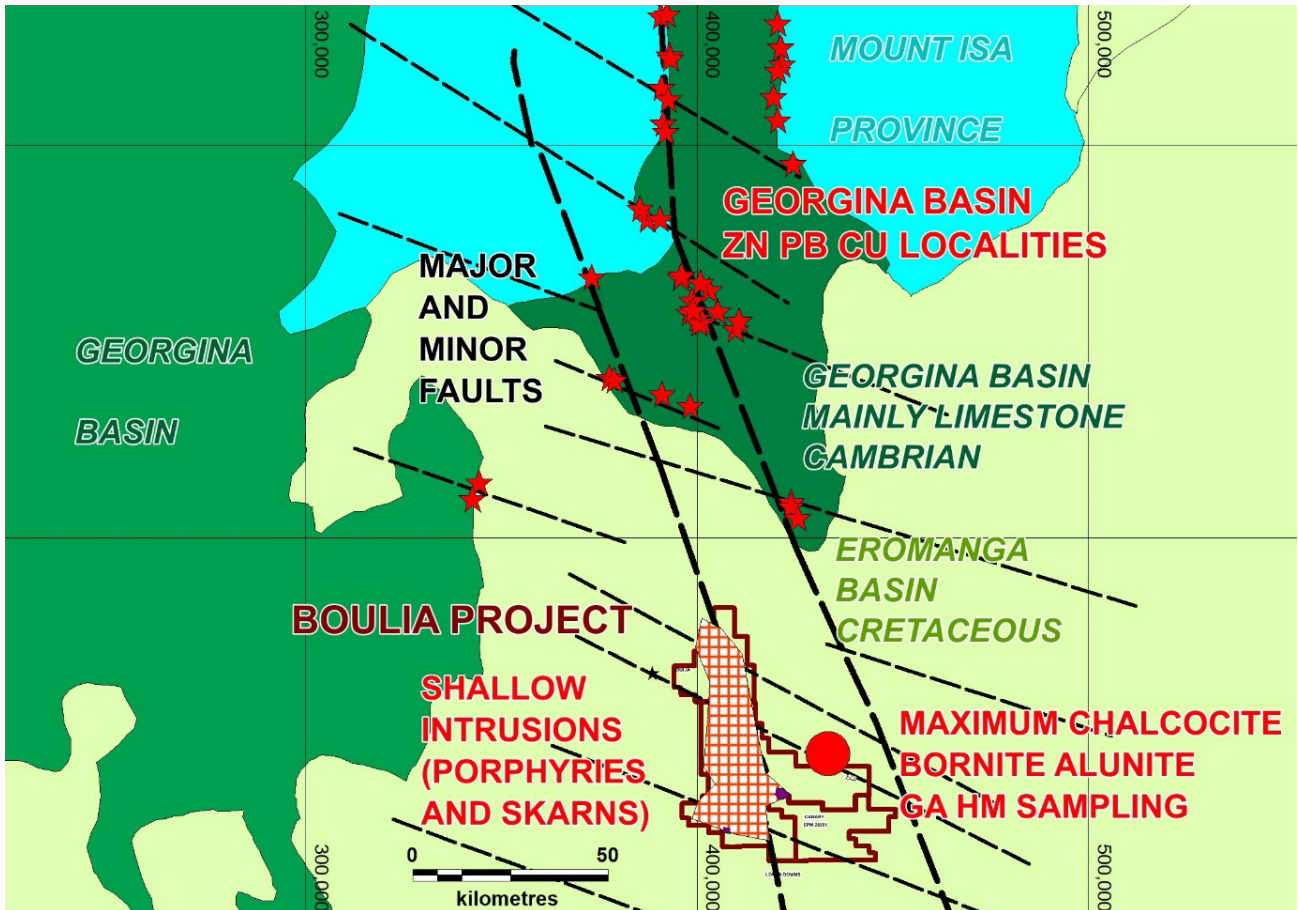 300,000
400,000
500,000
MOUNT ISA
PROVINCE
GEORGINA BASIN
ZN PB CU LOCALITIES
MAJOR
AND
MINOR
FAULTS
GEORGINA
BASIN
GEORGINA BASIN
MAINLY LIMESTONE
CAMBRIAN
EROMANGA
BASIN
CRETACEOUS
BOULIA PROJECT
SHALLOW
INTRUSIONS
(PORPHYRIES
AND SKARNS)
MAXIMUM CHALCOCITE
BORNITE ALUNITE
GA HM SAMPLING
CANARY
0 50
kilometres
300,000
400,000
500,000